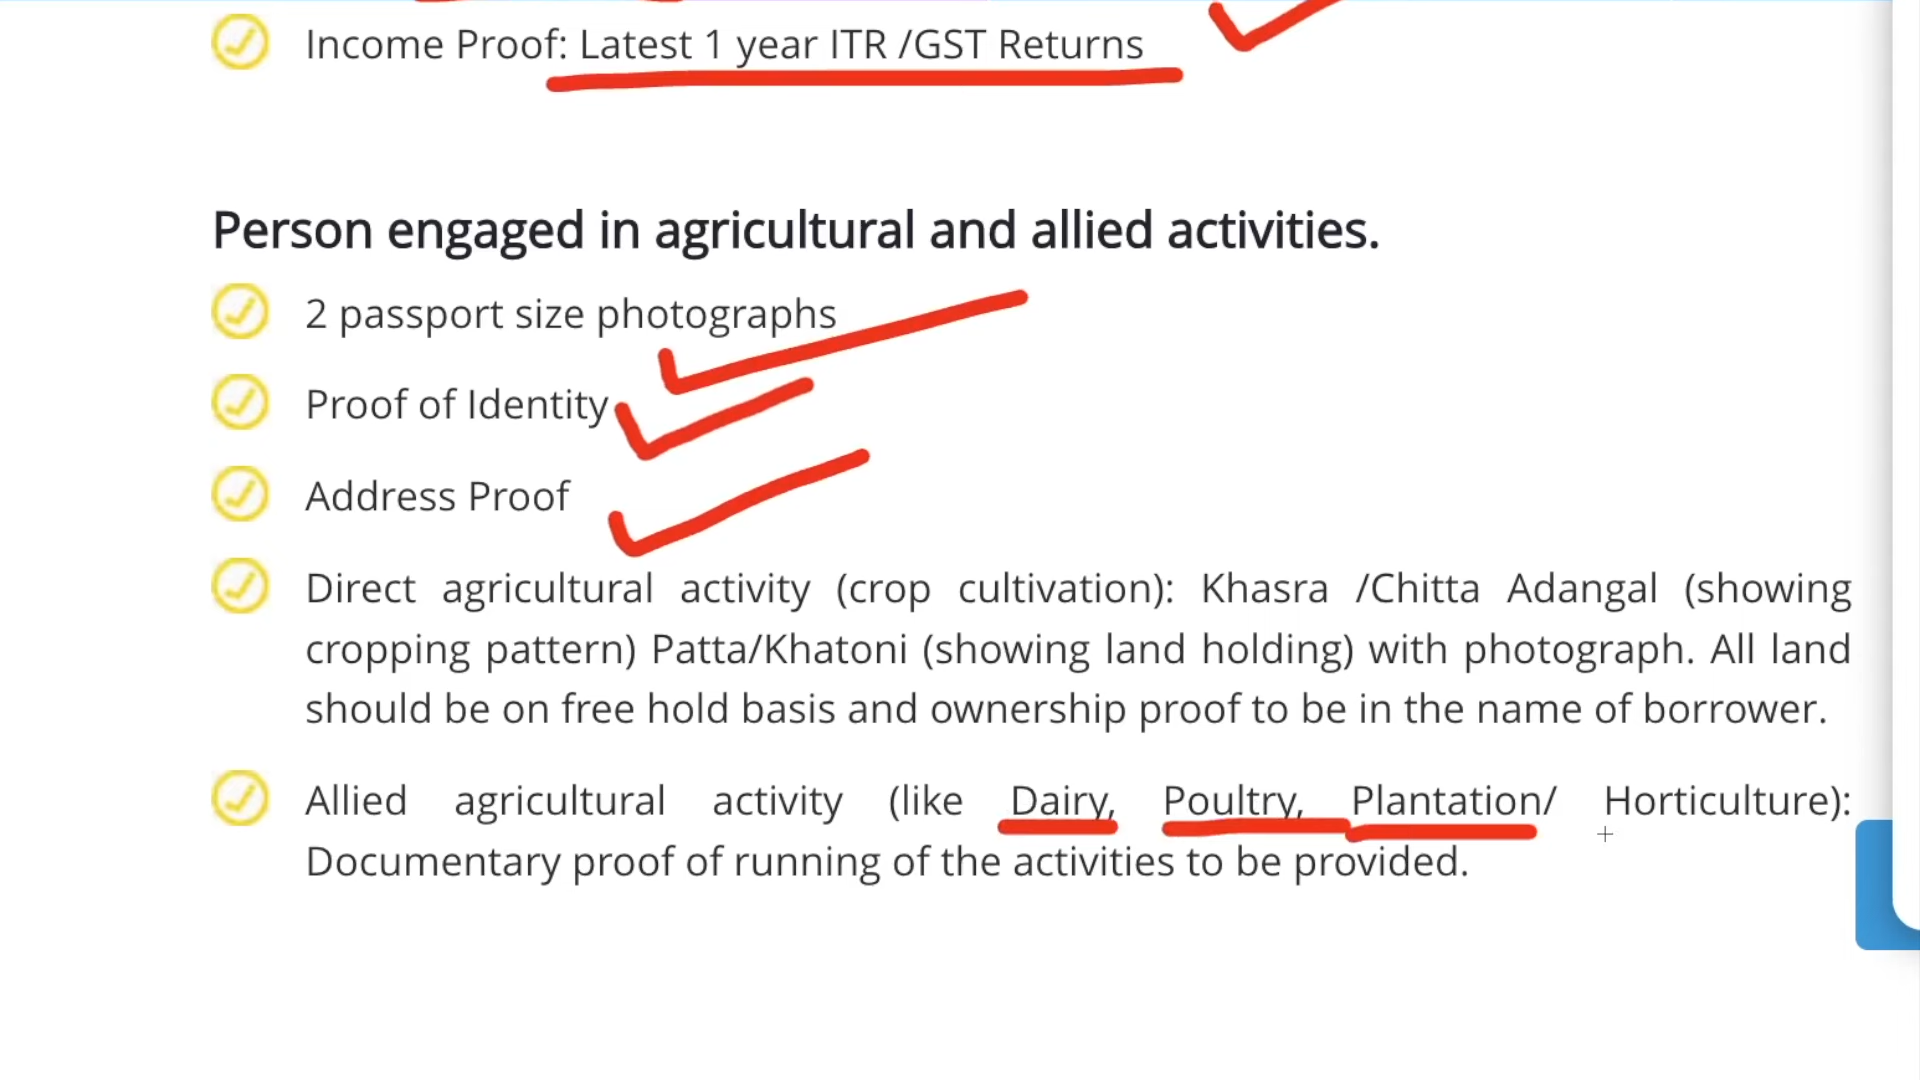 Income Proof: Latest 1 year ITR /GST Returns
Person engaged in agricultural and allied activities.
2 passport size photographs
Proof of Identity
Address Proof
Direct agricultural activity (crop cultivation): Khasra /Chitta Adangal (showing
cropping pattern) Patta/Khatoni (showing land holding) with photograph. All land
should be on free hold basis and ownership proof to be in the name of borrower.
Allied agricultural activity (like Dairy, Poultry, Plantation/ Horticulture):
Documentary proof of running of the activities to be provided.